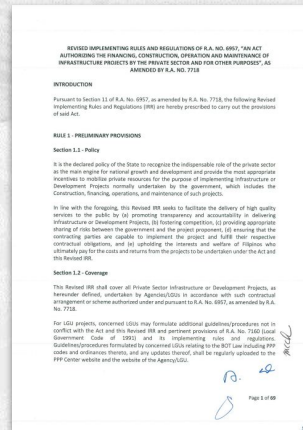 REVISED IMPLEMENTING RULES AND REGULATIONS OF R.A. NO. 6957, "AN ACT
AUTHORIZING THE FINANCING, CONSTRUCTION, OPERATION AND MAINTENANCE OF
INFRASTRUCTURE PROJECTS BY THE PRIVATE SECTOR AND FOR OTHER PURPOSES", AS
AMENDED BY R.A. NO. 7718
INTRODUCTION
Pursuant to Section 11 of R.A. No. 6957, as amended by R.A. No. 7718, the following Revised
Implementing Rules and Regulations (IRR) are hereby prescribed to carry out the provisions
of said Act.
RULE 1 - PRELIMINARY PROVISIONS
Section 1.1 - Policy
It is the declared policy of the State to recognize the indispensable role of the private sector
as the main engine for national growth and development and provide the most appropriate
incentives to mobilize private resources for the purpose of implementing Infrastructure or
Development Projects normally undertaken by the government, which includes the
Construction, financing, operations, and maintenance of such projects.
In line with the foregoing, this Revised IRR seeks to facilitate the delivery of high quality
services to the public by (a) promoting transparency and accountability in delivering
Infrastructure or Development Projects, (b) fostering competition, (c) providing appropriate
sharing of risks between the government and the project proponent, (d) ensuring that the
contracting parties are capable to implement the project and fulfill their respective
contractual obligations, and (e) upholding the interests and welfare of Filipinos who
ultimately pay for the costs and returns from the projects to be undertaken under the Act and
this Revised IRR.
Section 1.2 - Coverage
This Revised IRR shall cover all Private Sector Infrastructure or Development Projects, as
hereunder defined, undertaken by Agencies/LGUs in accordance with such contractual
arrangement or scheme authorized under and pursuant to R.A. No. 6957, as amended by R.A.
No. 7718.
For LGU projects, concerned LGUs may formulate additional guidelines/procedures not in
conflict with the Act and this Revised IRR and pertinent provisions of R.A. No. 7160 (Local
Government Code of 1991) and its implementing rules and regulations.
Guidelines/procedures formulated by concerned LGUs relating to the BOT Law including PPP
codes and ordinances thereto, and any updates thereof, shall be regularly uploaded to the
PPP Center website and the website of the Agency/LGU.
Page 1 of 69